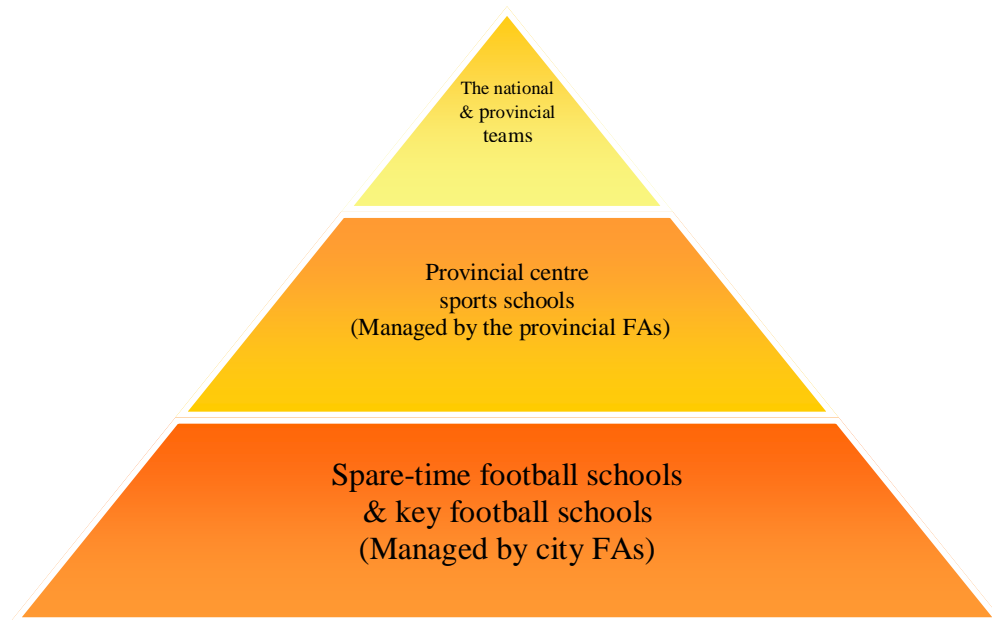 The national
& provincial
teams
Provincial centre
sports schools
(Managed by the provincial FAs)
Spare-time football schools
& key football schools
(Managed by city FAs)